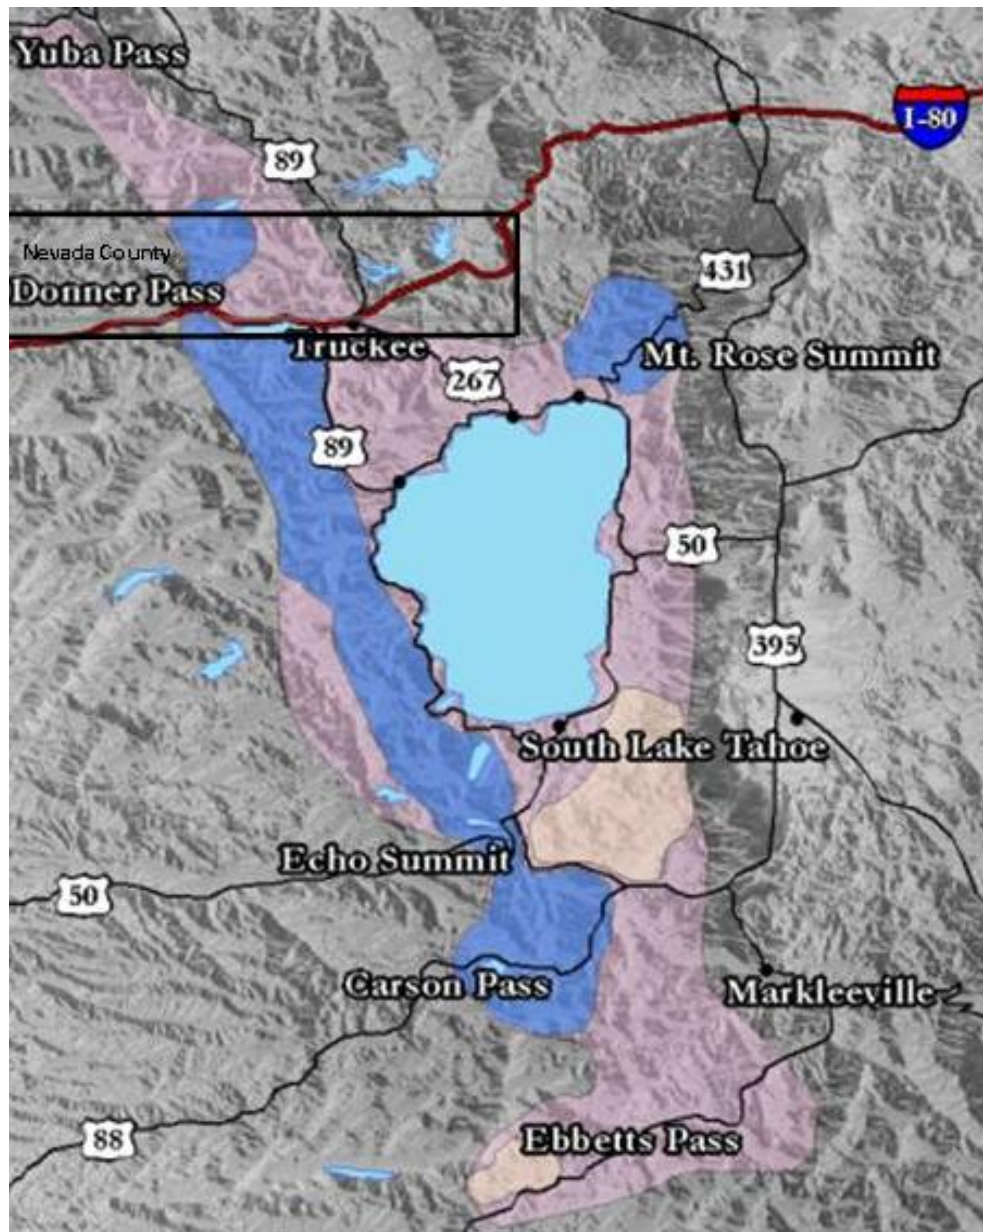 Yuba Pass
I-80
89
Nevada County
431
Donner Pass
Truckee
Mt. Rose Summit
267
89
50
395
South Lake Tahoe
Echo Summit
50
Carson Pass
Markleeville
88
Ebbetts Pass